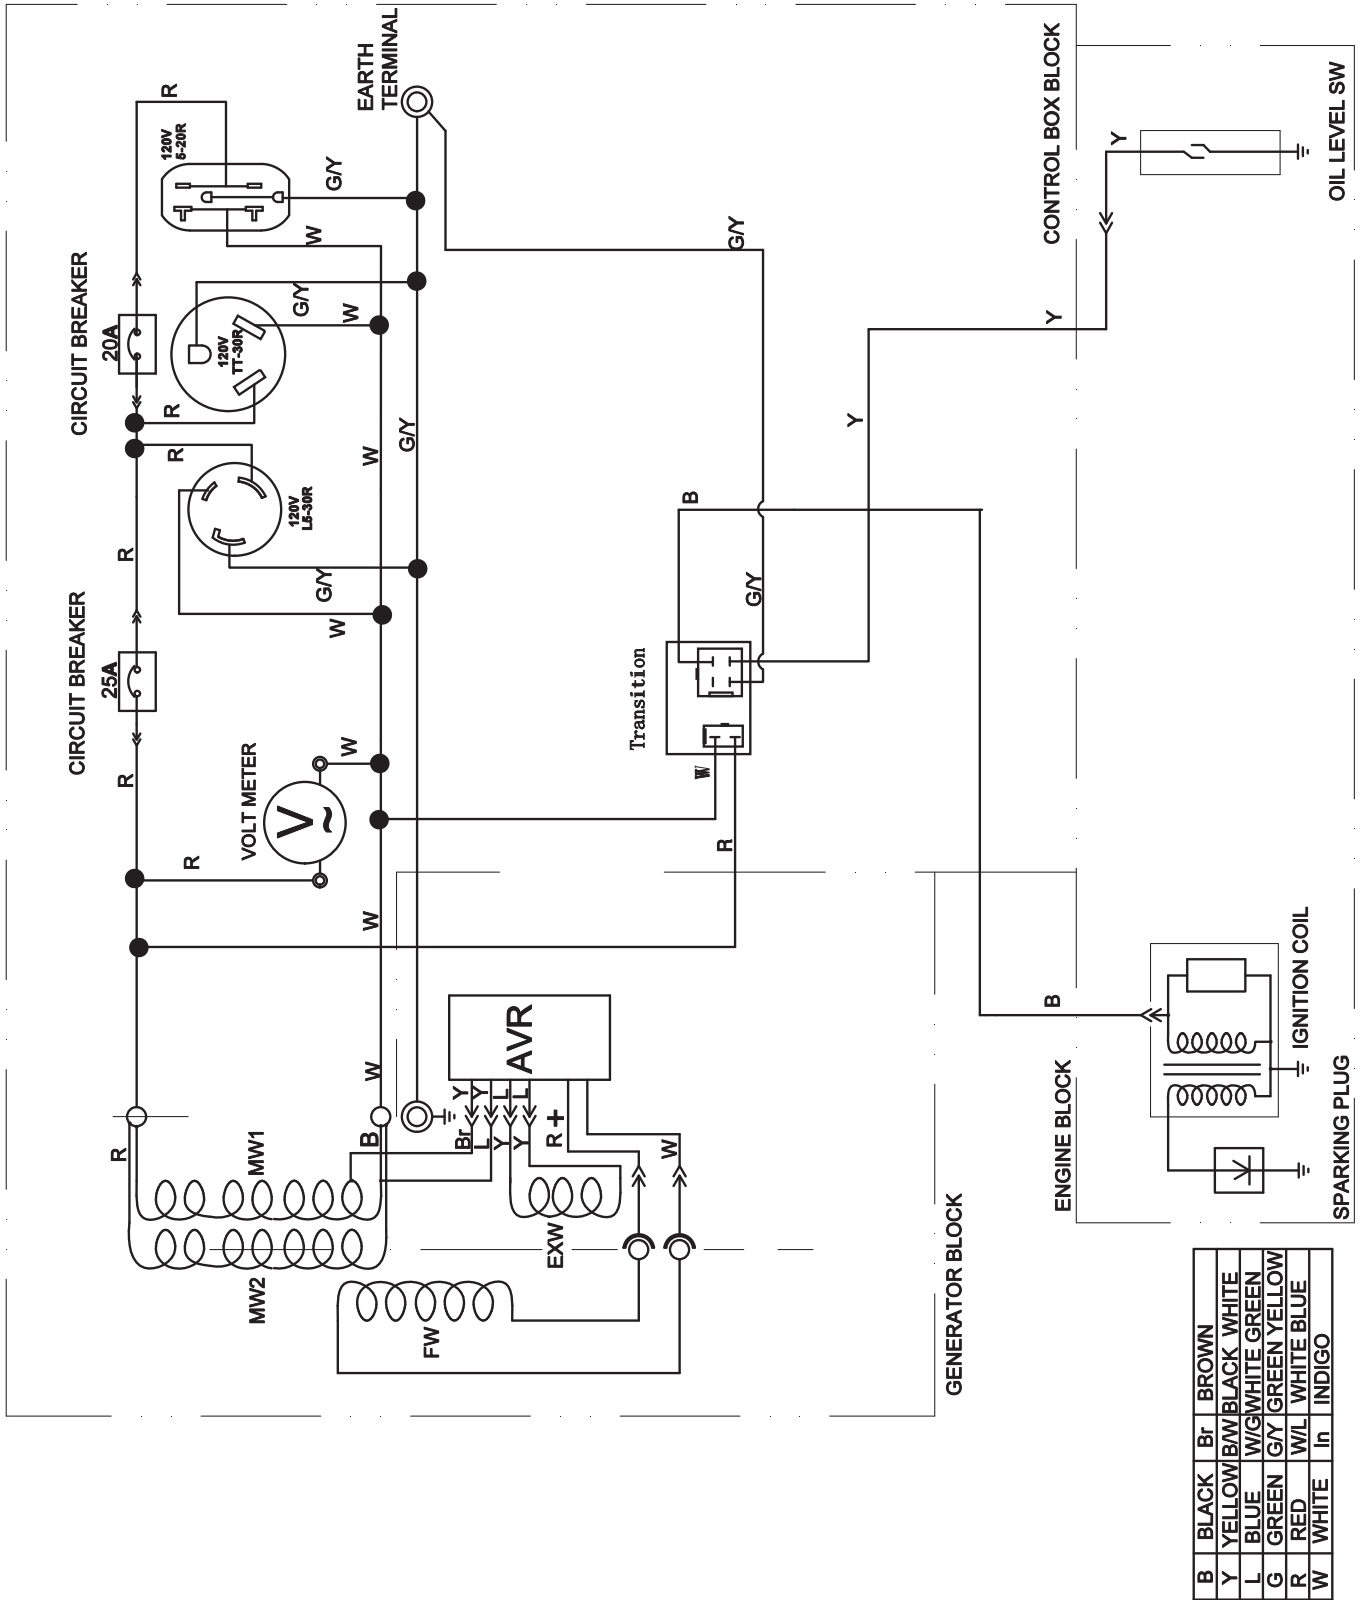 EARTH
TERMINAL
R
120V
5-20R
G/Y
W
CIRCUIT BREAKER
20A
G/Y
W
120V
TT-30R
R
R
W
G/Y
120V
L5-30R
R
G/Y
W
CIRCUIT BREAKER
25A
R
VOLT METER
V
~
W
R
W
W
G/Y
G/Y
B
Transition
W
R
Y
Y
Y
CONTROL BOX BLOCK
OIL LEVEL SW
AVR
Y
Y
L
L
Br
L
Y
Y
R
+
W
R
B
MW1
MW2
EXW
FW
GENERATOR BLOCK
B
ENGINE BLOCK
IGNITION COIL
SPARKING PLUG
B BLACK Br BROWN
Y YELLOW B/W BLACK WHITE
L BLUE W/G WHITE GREEN
G GREEN G/Y GREEN YELLOW
R RED W/L WHITE BLUE
W WHITE In INDIGO